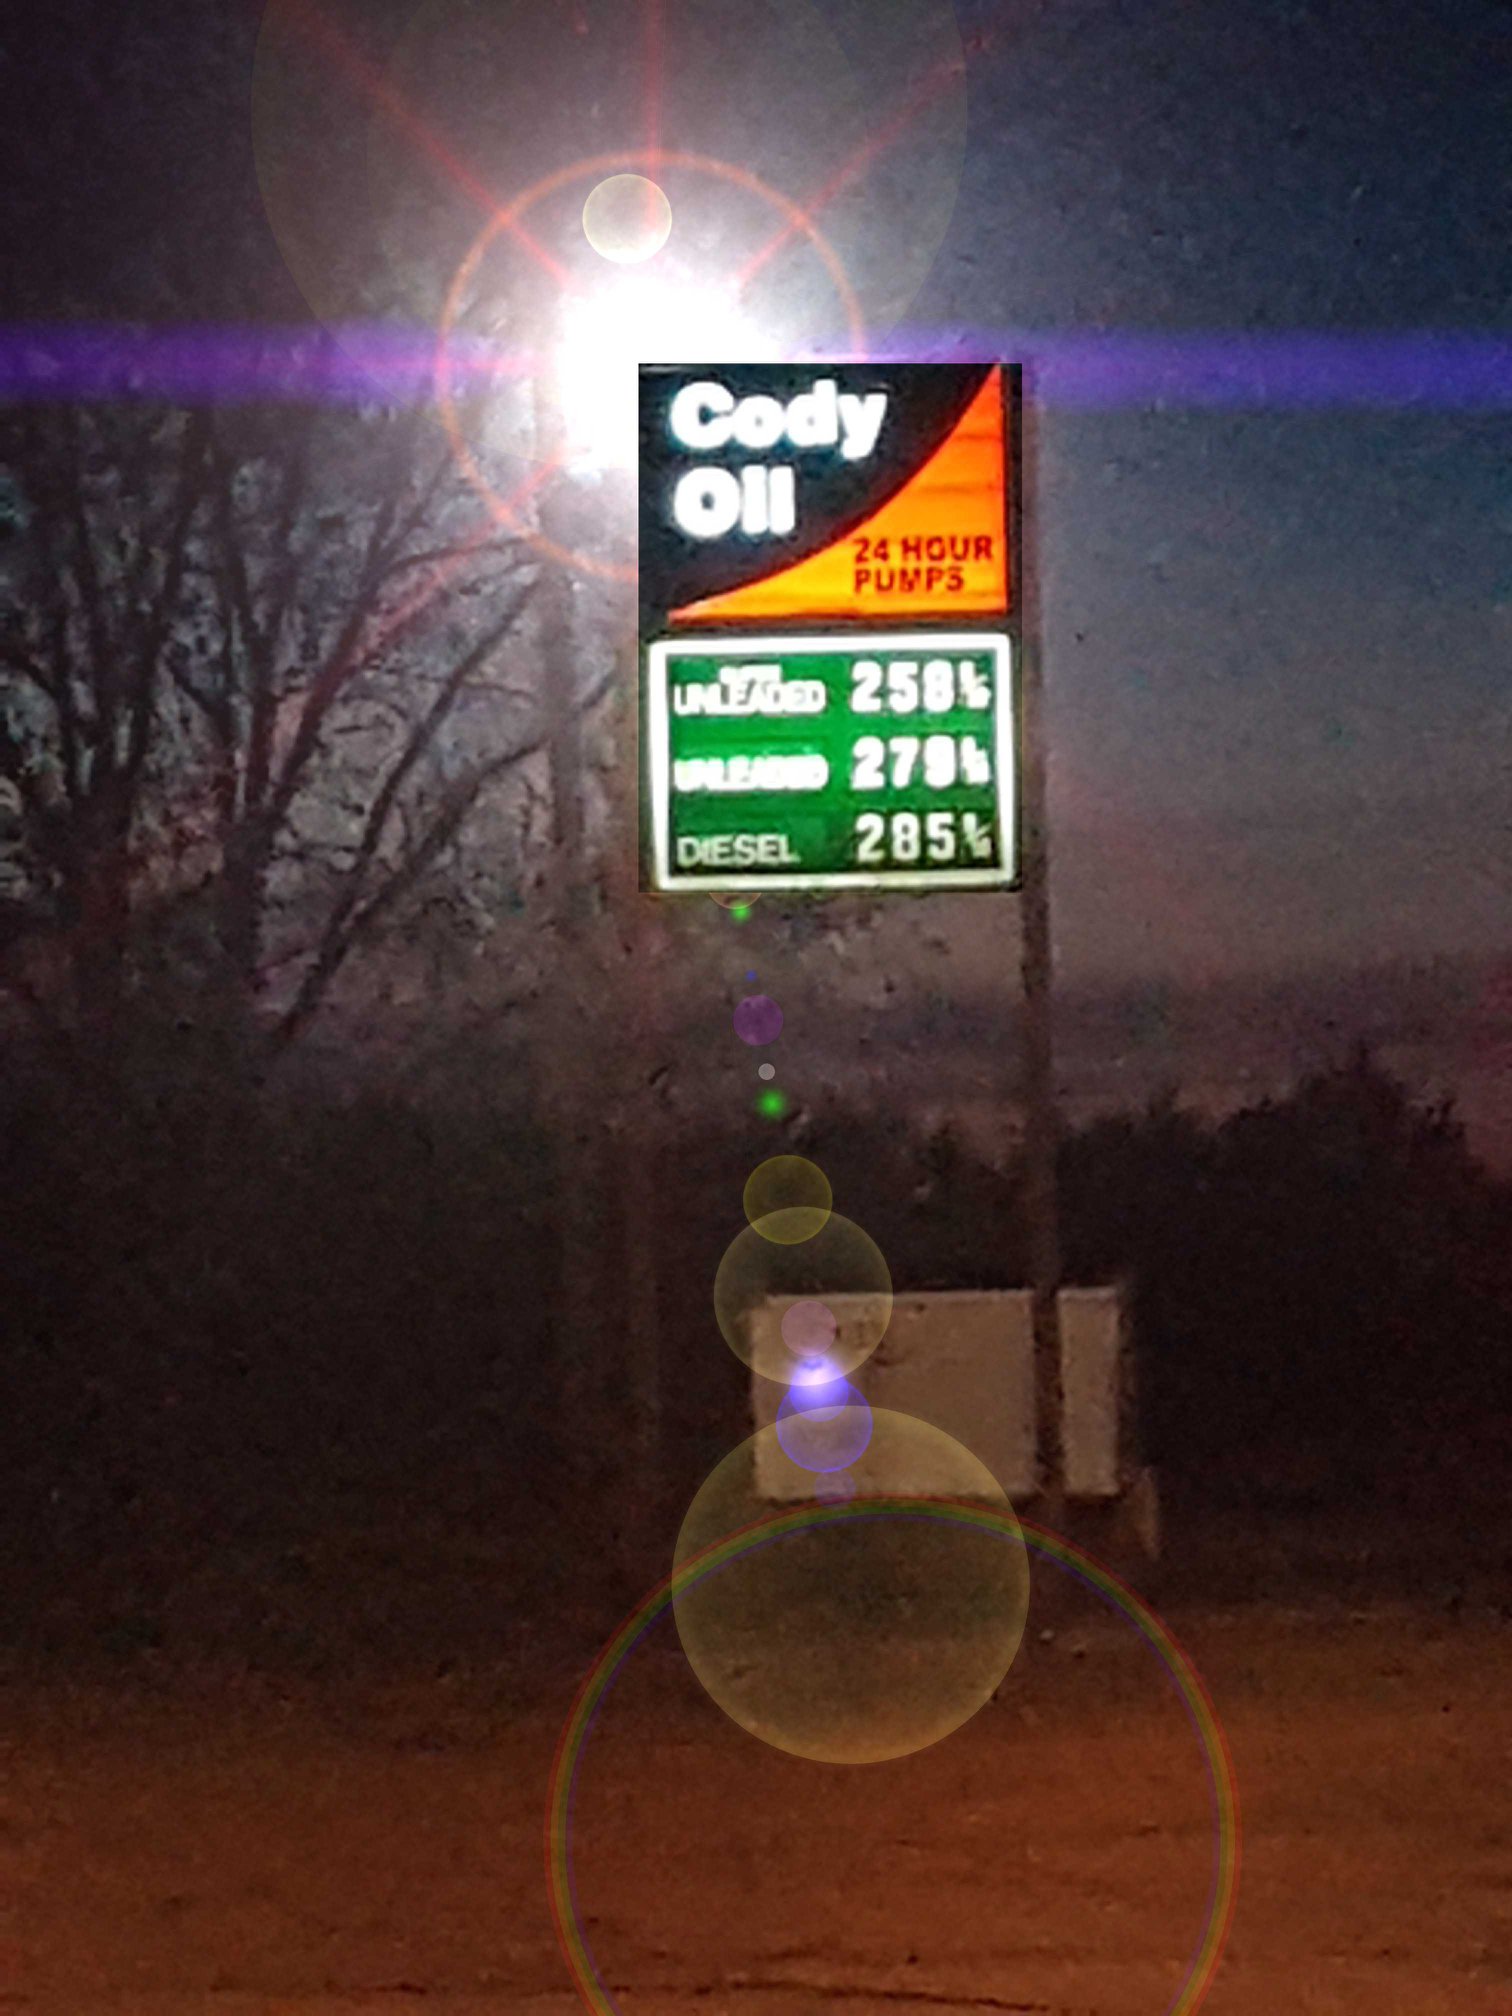 Cody
Oil
24 HOUR
PUMPS
UNLEADED 258
UNLEADED 279
DIESEL 285